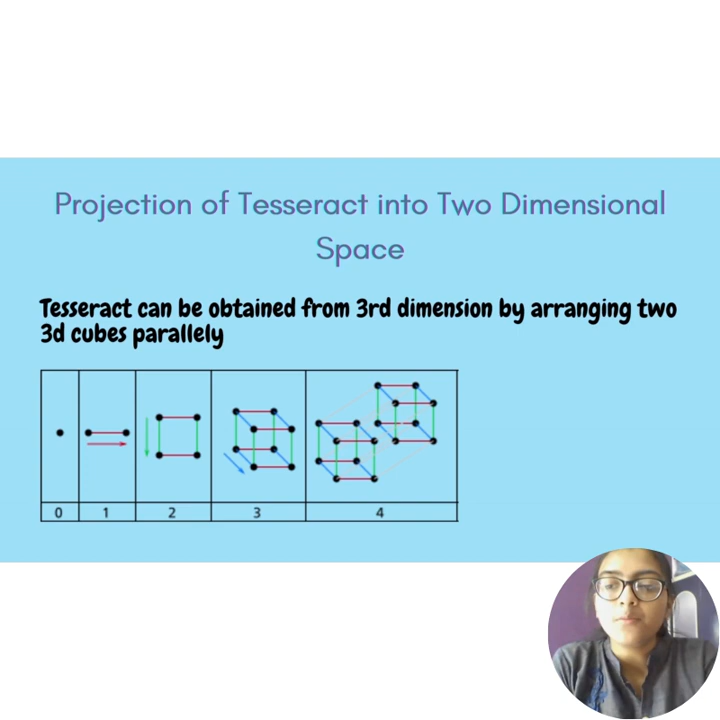 Projection of Tesseract into Two Dimensional
Space
Tesseract can be obtained from 3rd dimension by arranging two
3d cubes parallely
0 1 2 3 4